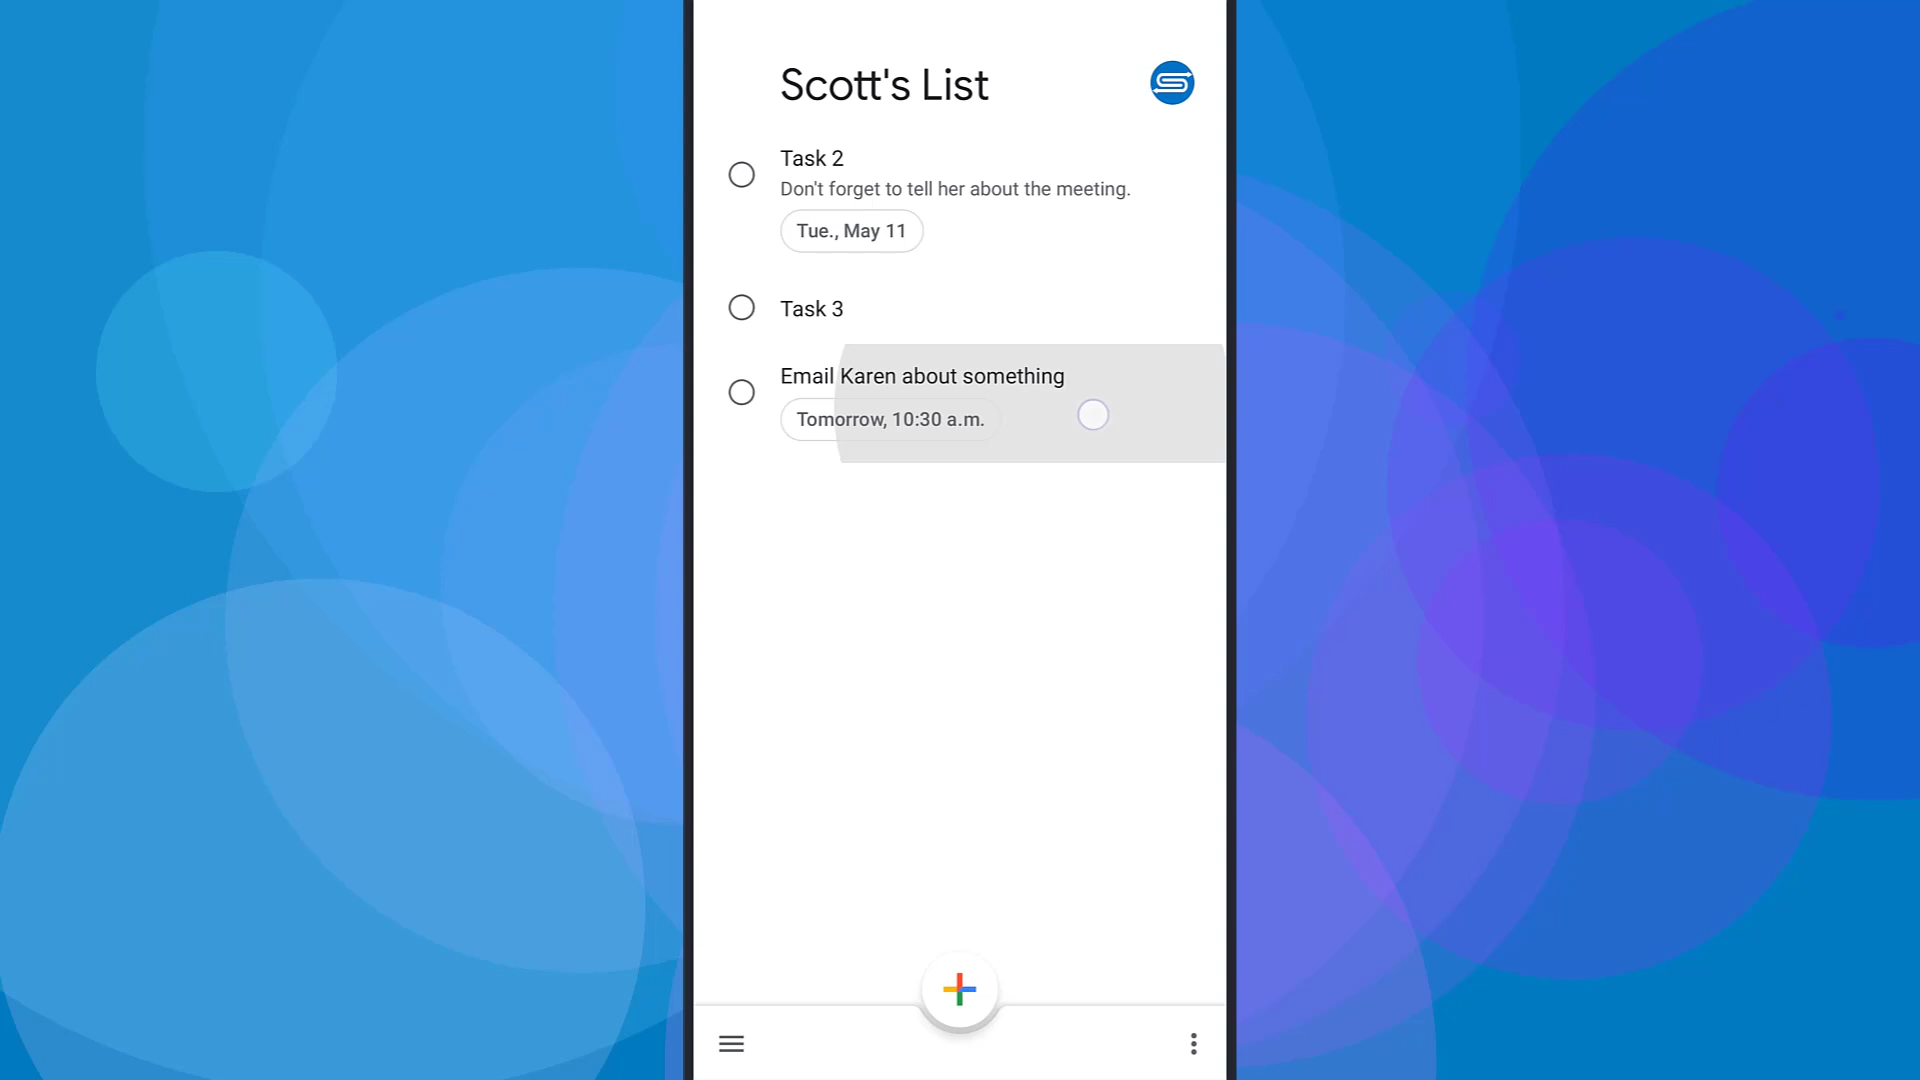 Scott's List
Task 2
Don't forget to tell her about the meeting.
Tue., May 11
Task 3
Email Karen about something
Tomorrow, 10:30 a.m.